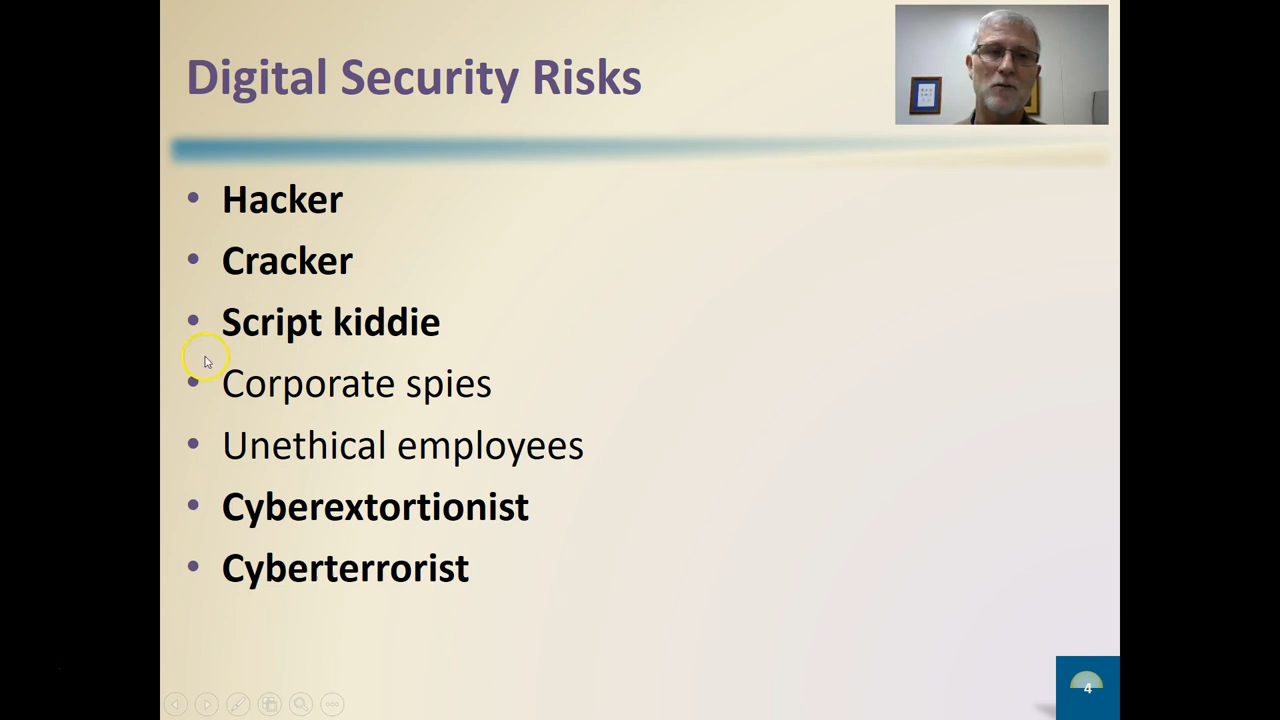 Digital Security Risks
• Hacker
• Cracker
• Script kiddie
• Corporate spies
• Unethical employees
• Cyberextortionist
• Cyberterrorist
4